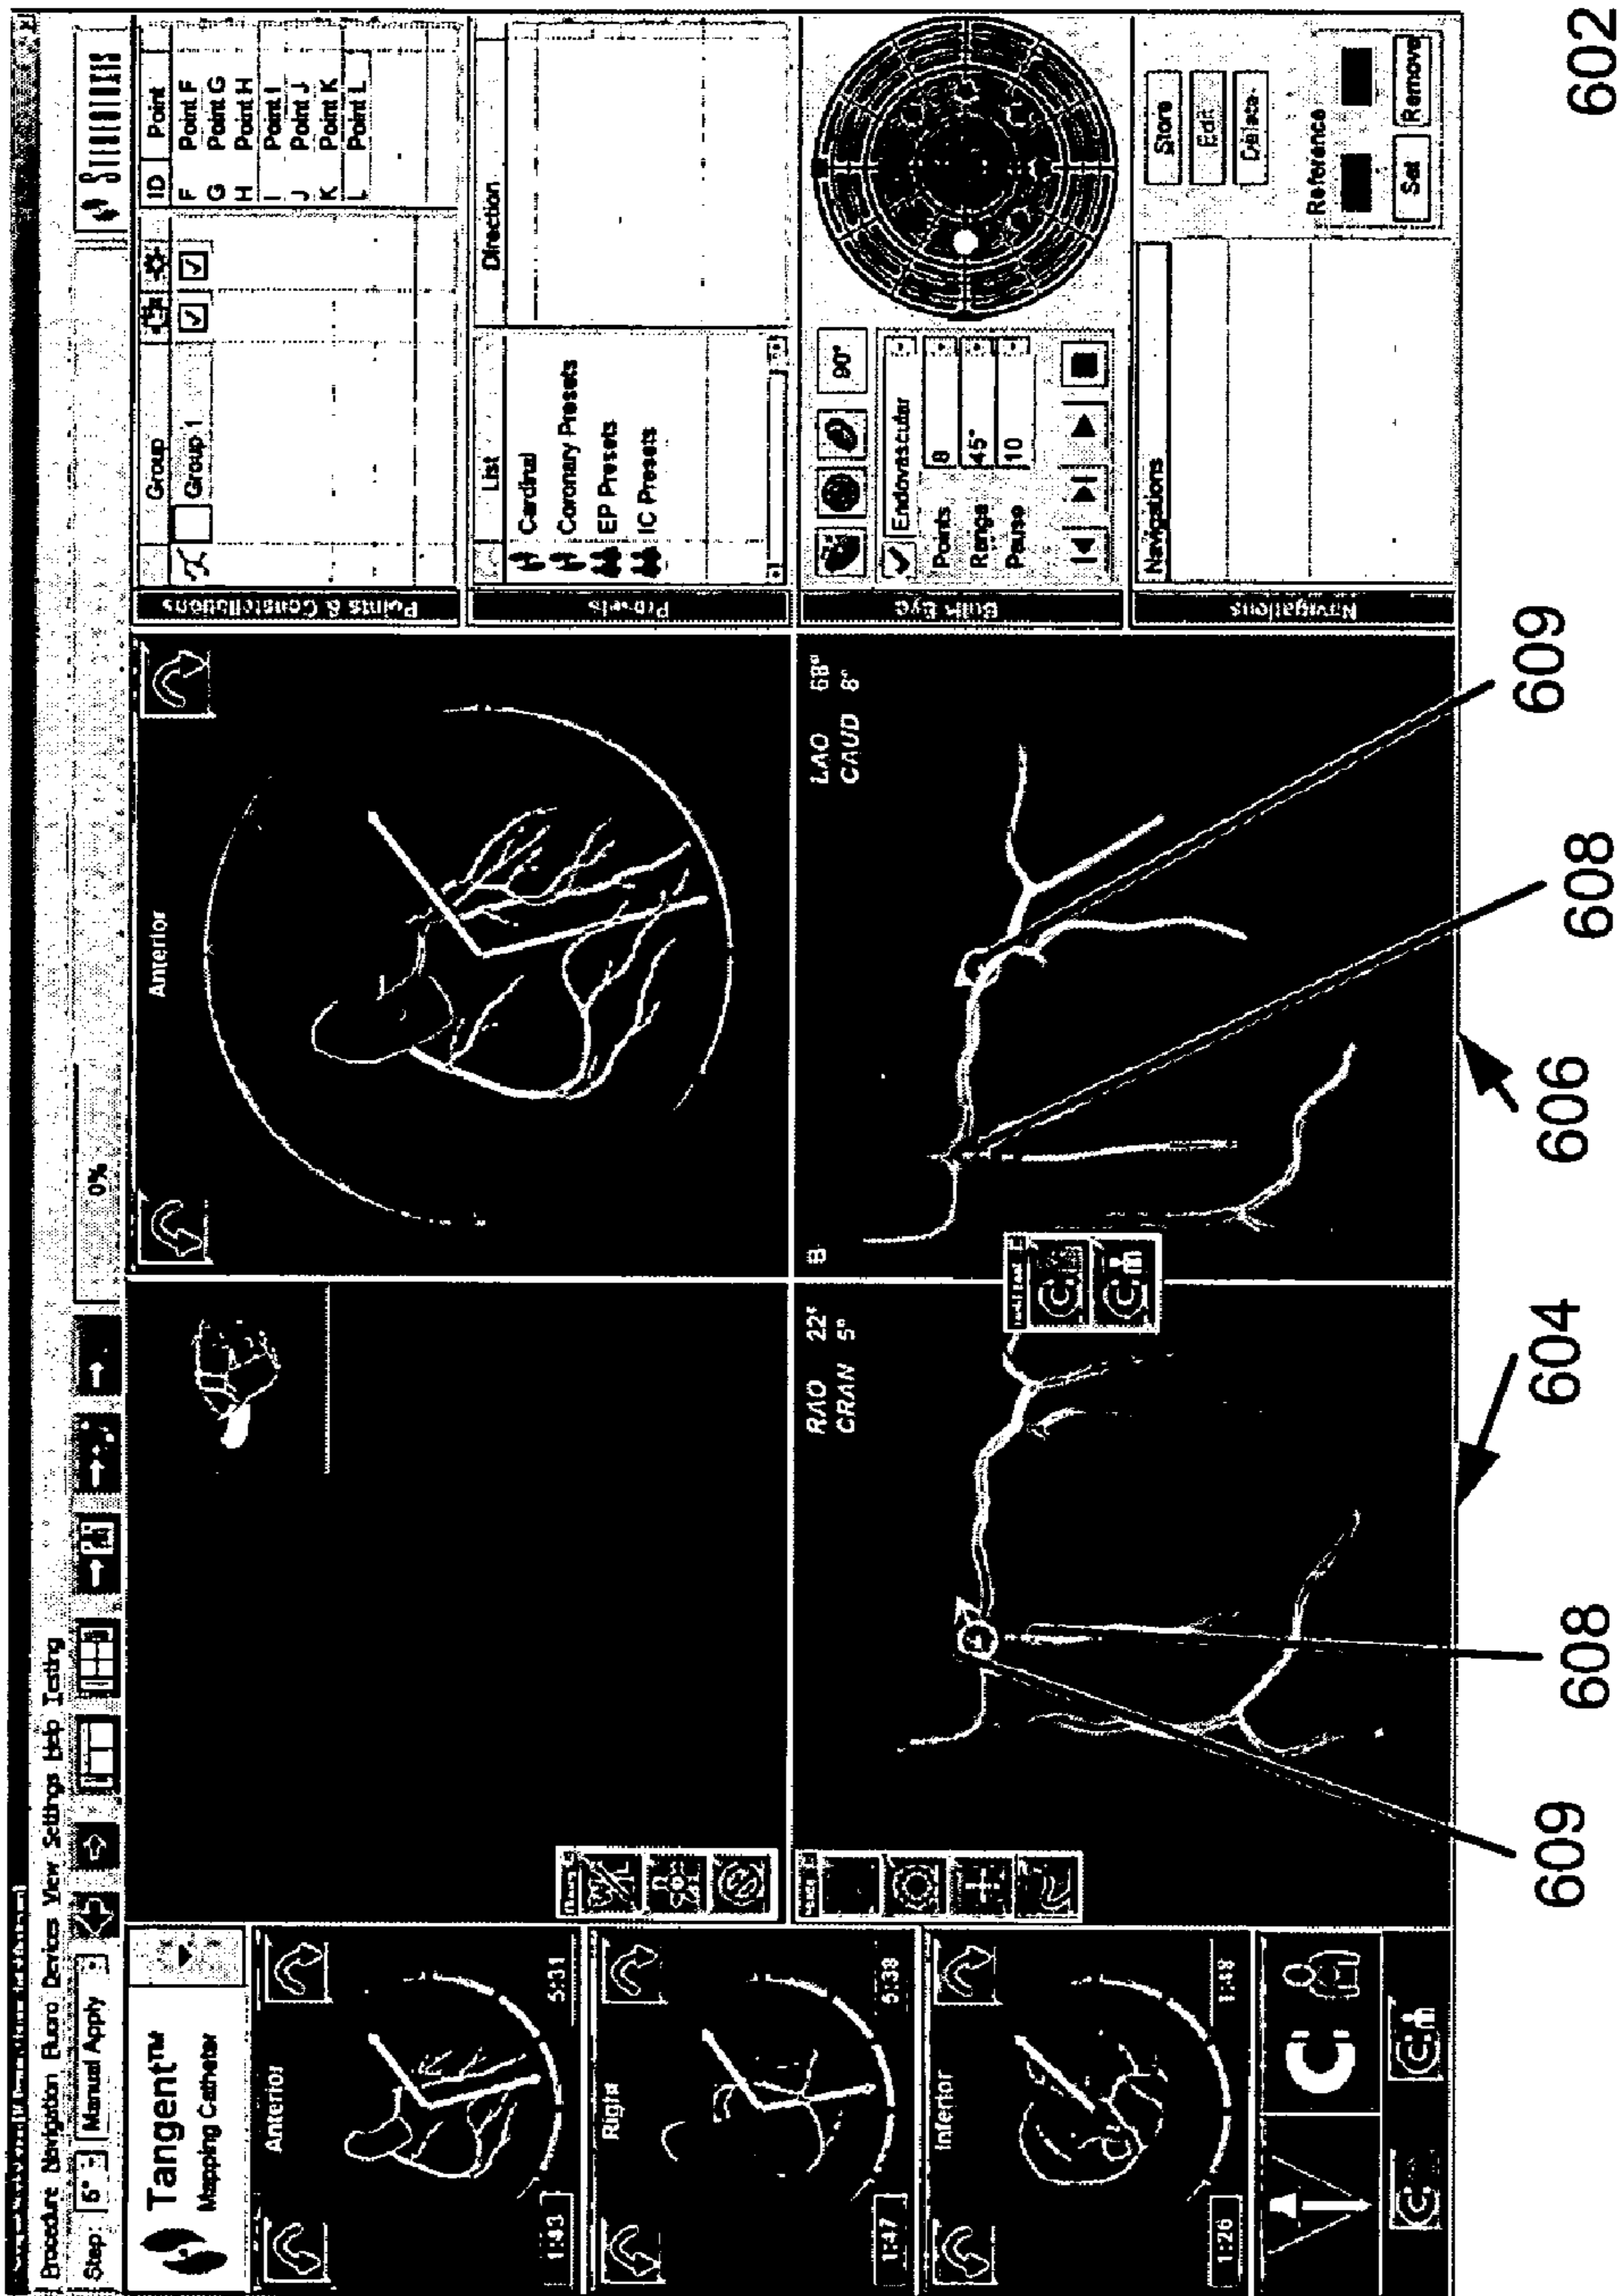 Procedure Navigation Fluoro Devices View Settings Help Testing
Step: 5° Manual Apply
0%
STEREOTAXIS
Tangent™
Mapping Catheter
Anterior
1:43 5:31
Right
1:47 5:38
Inferior
1:26 1:48
Anterior
RAO 22°
CRAN 5°
B
LAO 68°
CAUD 8°
Points & Constellations
Group
Group 1
ID Point
F Point F
G Point G
H Point H
I Point I
J Point J
K Point K
L Point L
Presets
List
Direction
Cardinal
Coronary Presets
EP Presets
IC Presets
Bulls Eye
90°
Endovascular
Points 8
Range 45°
Pause 10
Navigations
Navigations
Store
Edit
Delete
Reference
Set Remove
609
608
604
606
608
609
602